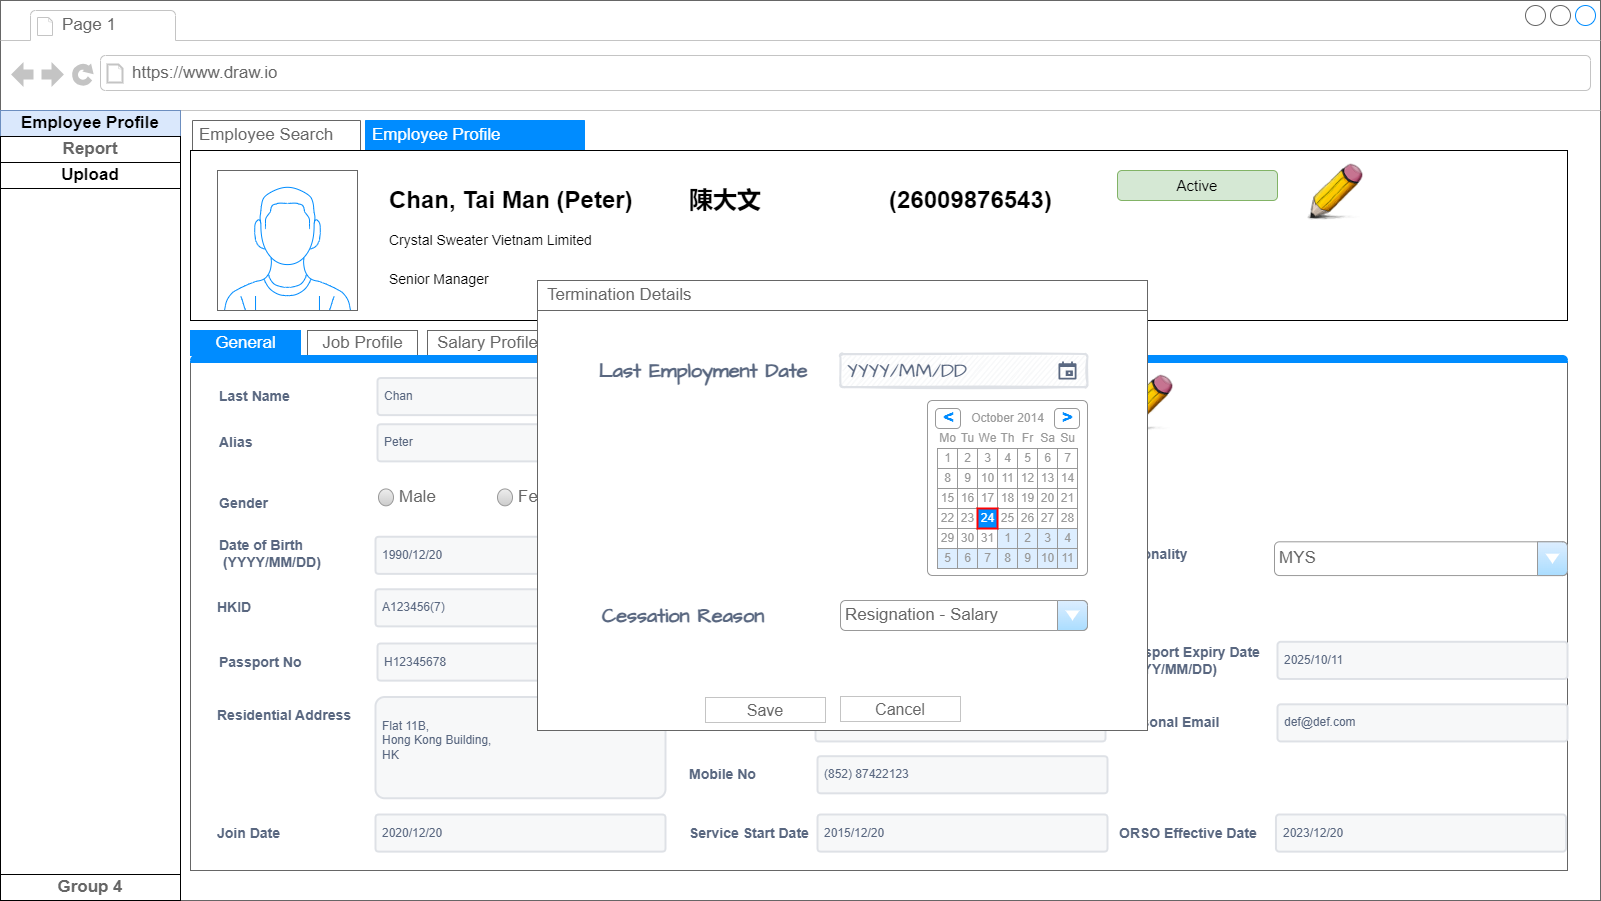 Page 1
https://www.draw.io
Employee Profile
Report
Upload
Group 4
Employee Search
Employee Profile
Chan, Tai Man (Peter) 陳大文 (26009876543)
Active
Crystal Sweater Vietnam Limited
Senior Manager
General
Job Profile
Salary Profile
Termination Details
Last Employment Date
YYYY/MM/DD
< October 2014 >
Mo Tu We Th Fr Sa Su
1 2 3 4 5 6 7
8 9 10 11 12 13 14
15 16 17 18 19 20 21
22 23 24 25 26 27 28
29 30 31 1 2 3 4
5 6 7 8 9 10 11
Cessation Reason
Resignation - Salary
Save
Cancel
Last Name
Chan
Alias
Peter
Gender
Male
Fe
Date of Birth
(YYYY/MM/DD)
1990/12/20
onality
MYS
HKID
A123456(7)
Passport No
H12345678
sport Expiry Date
YY/MM/DD)
2025/10/11
Residential Address
Flat 11B,
Hong Kong Building,
HK
onal Email
def@def.com
Mobile No
(852) 87422123
Join Date
2020/12/20
Service Start Date
2015/12/20
ORSO Effective Date
2023/12/20